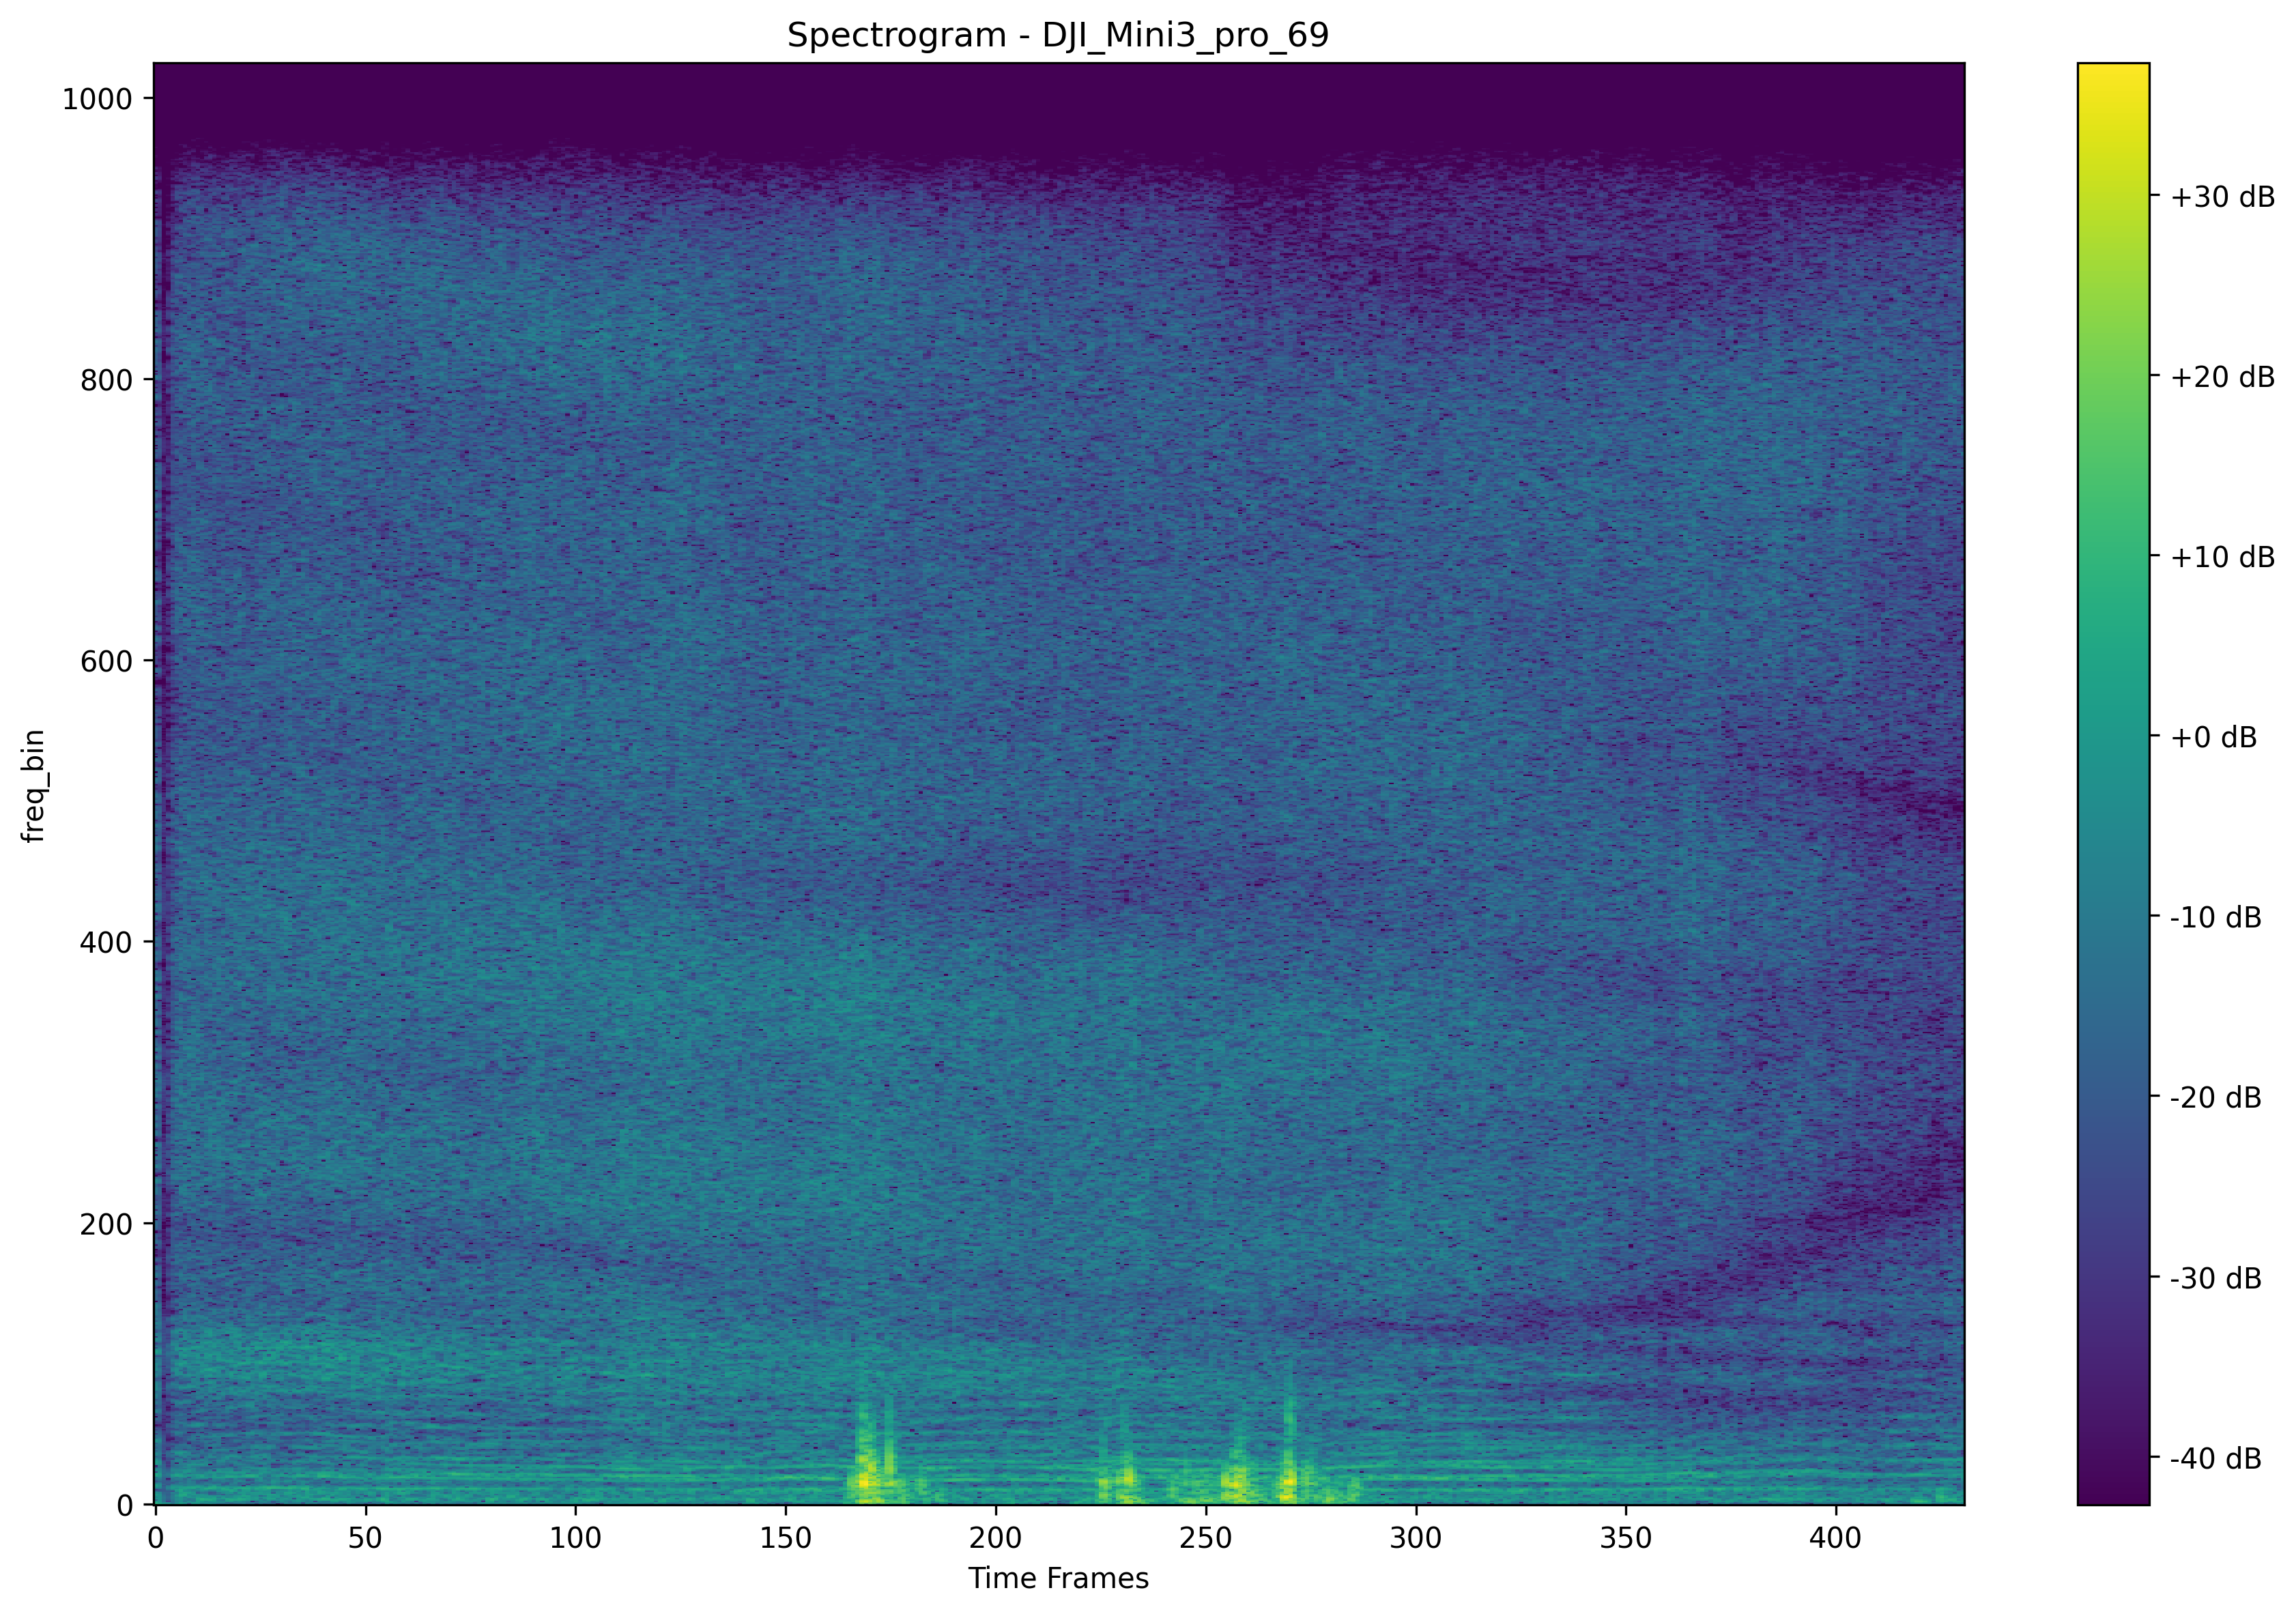 Spectrogram - DJI_Mini3_pro_69
1000
800
600
400
200
0
freq_bin
0 50 100 150 200 250 300 350 400
Time Frames
+30 dB
+20 dB
+10 dB
+0 dB
-10 dB
-20 dB
-30 dB
-40 dB